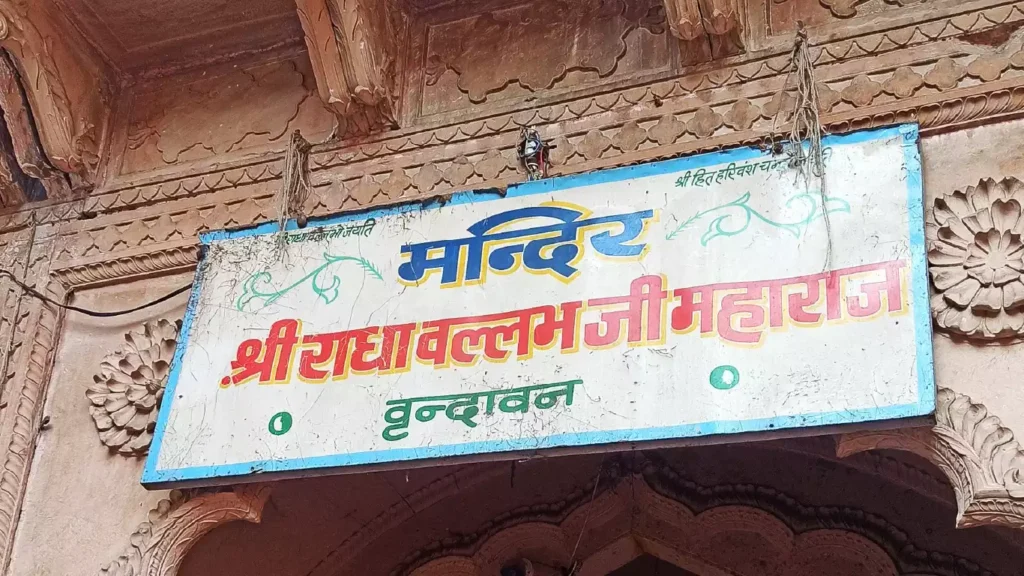 श्री हित हरिवंश चन्द्र
जयति
मन्दिर
श्री राधा वल्लभ जी महाराज
वृन्दावन